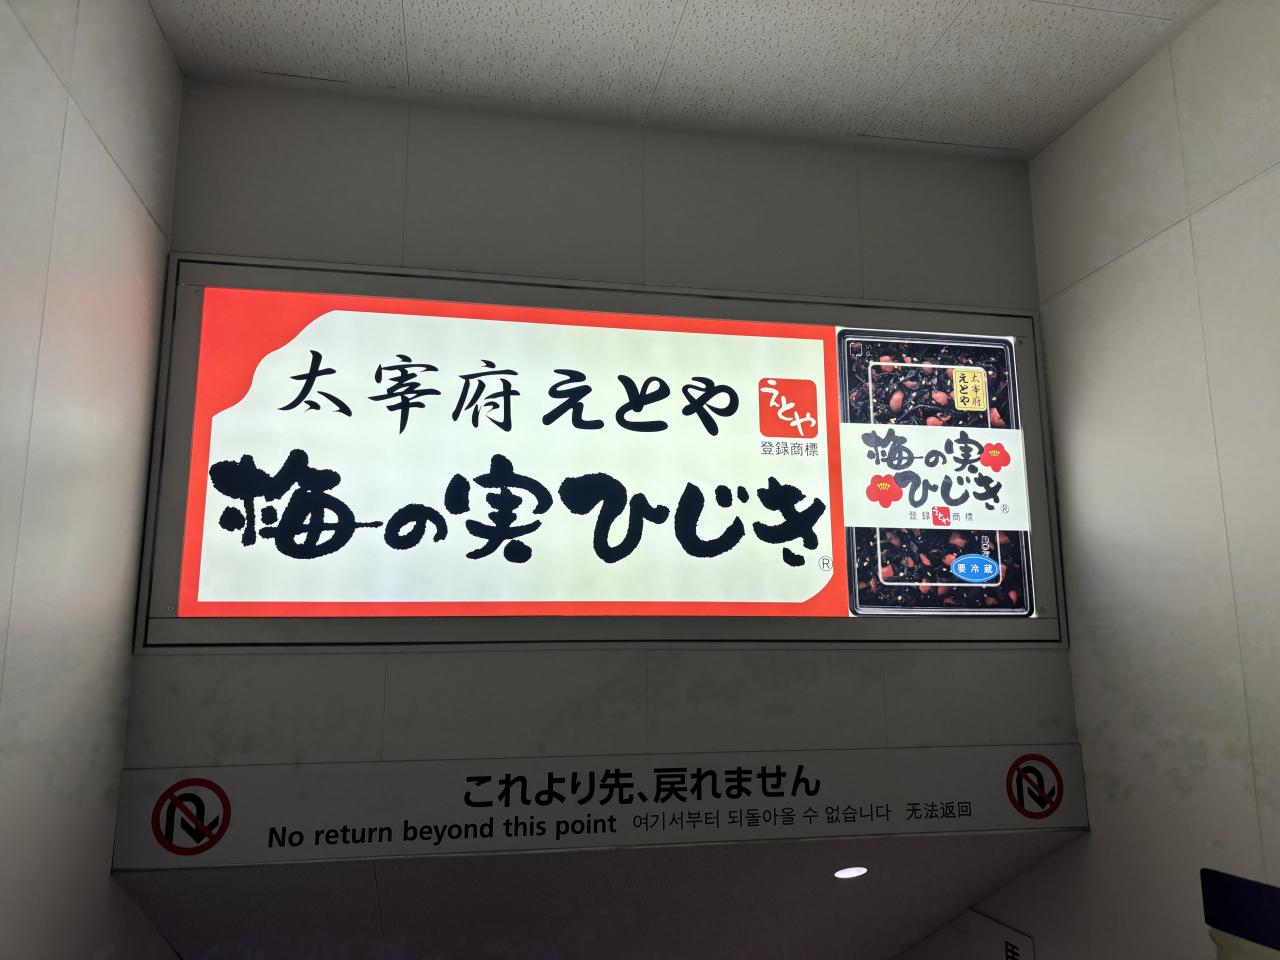 太宰府 えとや
えとや
登録商標
梅の実ひじき®
太宰府
えとや
梅の実
ひじき®
登録 えとや 商標
要冷蔵
これより先、戻れません
No return beyond this point 여기서부터 되돌아올 수 없습니다 无法返回